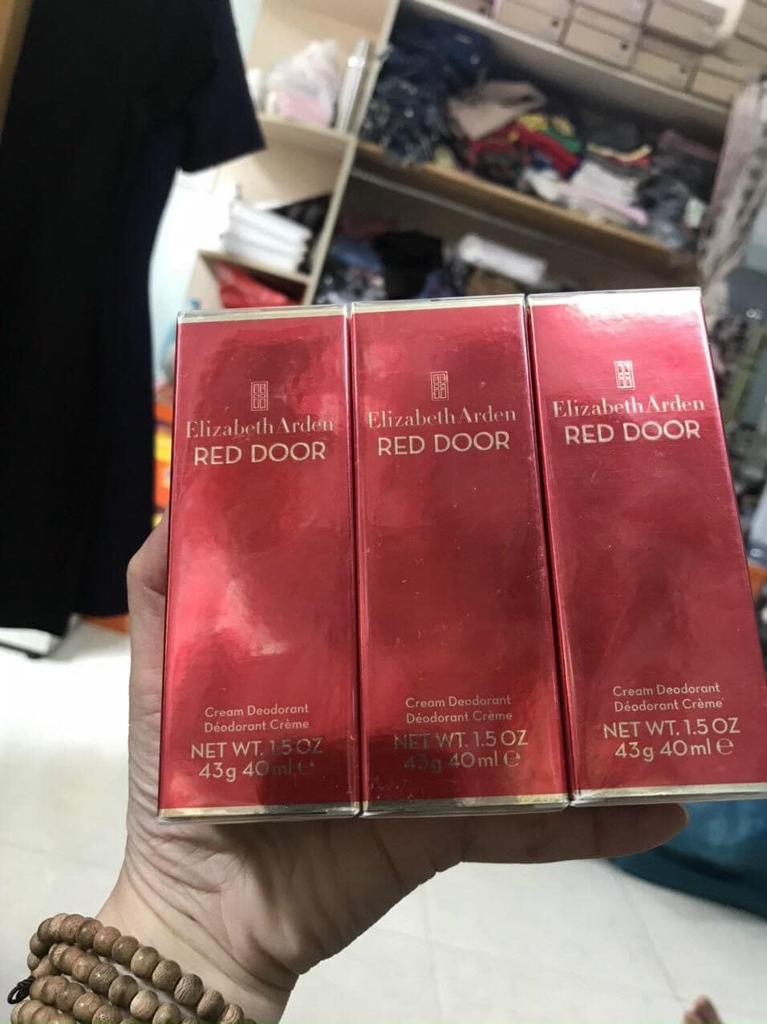 Elizabeth Arden
RED DOOR
Cream Deodorant
Déodorant Crème
NET WT. 1.5 OZ
43g 40ml e
Elizabeth Arden
RED DOOR
Cream Deodorant
Déodorant Crème
NET WT. 1.5 OZ
43g 40ml e
Elizabeth Arden
RED DOOR
Cream Deodorant
Déodorant Crème
NET WT. 1.5 OZ
43g 40ml e